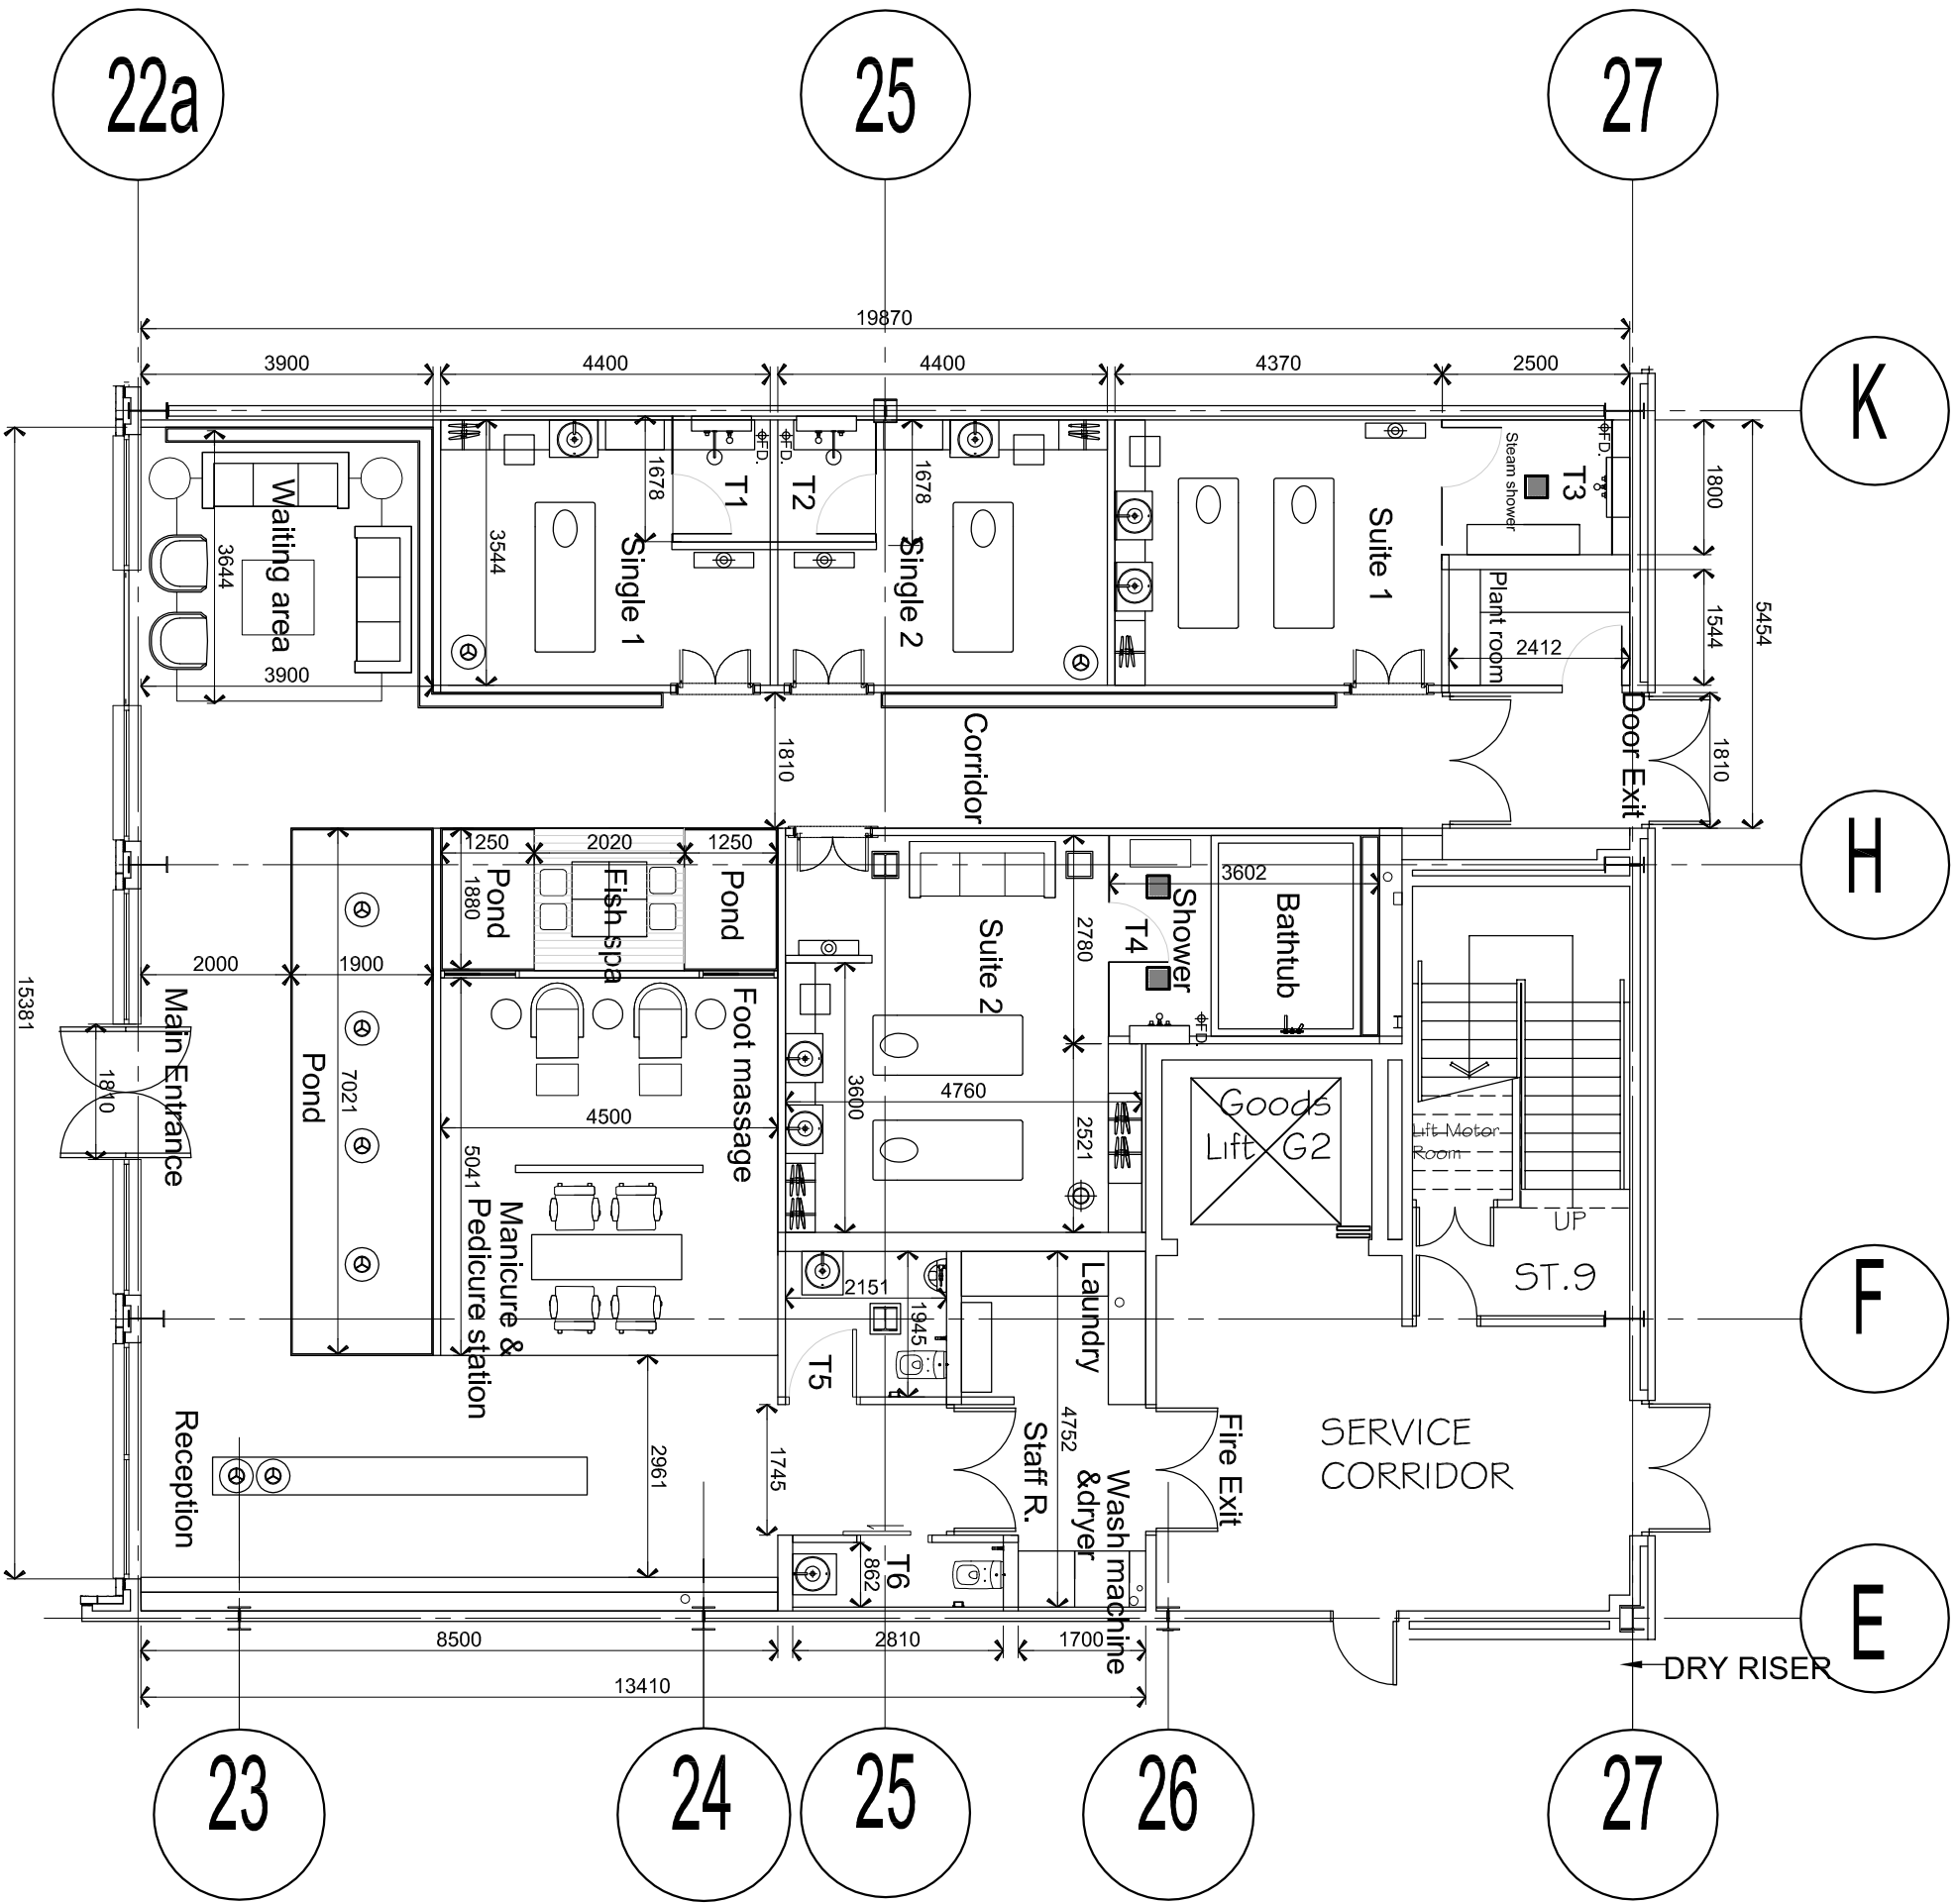 22a
25
27
19870
3900
4400
4400
4370
2500
K
Waiting area
3644
3900
3544
Single 1
1678
T1
FD.
FD.
T2
1678
Single 2
Suite 1
Steam shower
T3
FD.
1800
Plant room
1544
2412
5454
1810
Corridor
Door Exit
1810
H
1250
2020
1250
Pond
1880
Fish spa
Pond
2000
1900
15381
Main Entrance
1810
Pond
7021
Foot massage
4500
5041
Manicure &
Pedicure station
Suite 2
2780
3600
4760
2521
T4
Shower
3602
Bathtub
FD.
H
Goods
Lift G2
Lift Motor
Room
UP
ST.9
F
2151
1945
T5
Laundry
4752
Staff R.
Wash machine
&dryer
Fire Exit
SERVICE
CORRIDOR
Reception
2961
1745
T6
862
E
8500
2810
1700
13410
DRY RISER
23
24
25
26
27